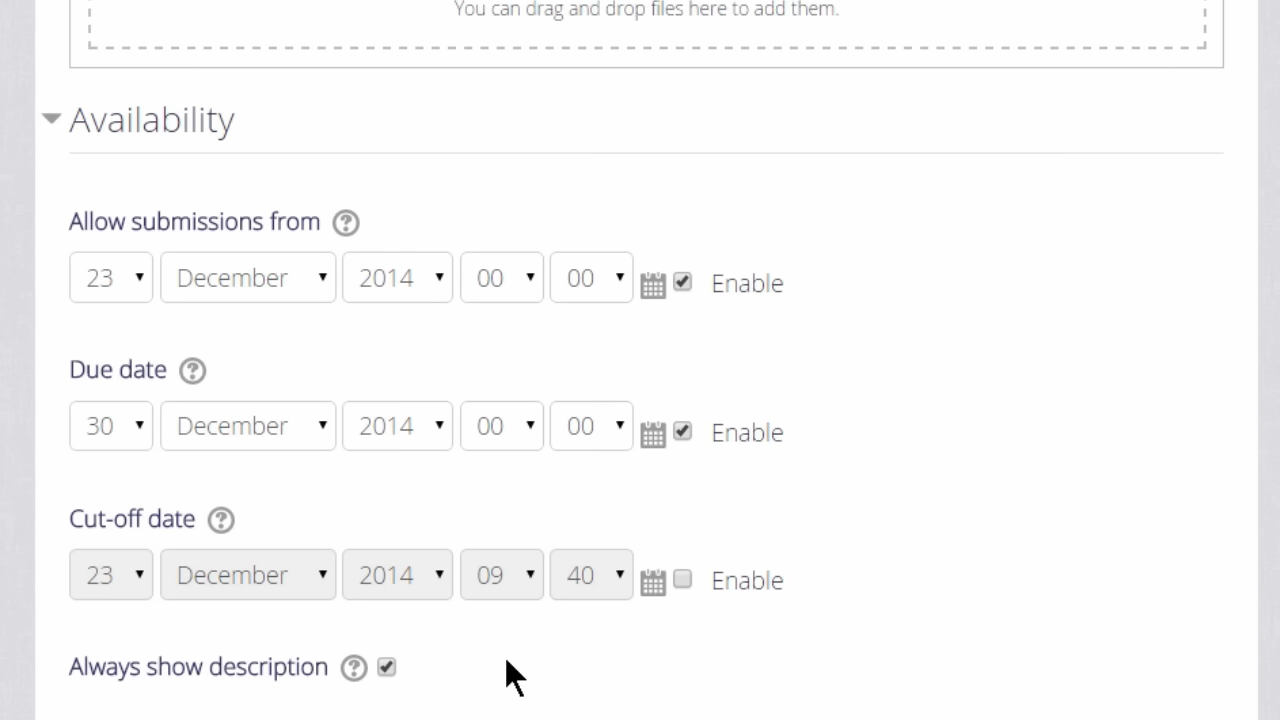 You can drag and drop files here to add them.
Availability
Allow submissions from ?
23 December 2014 00 00 Enable
Due date ?
30 December 2014 00 00 Enable
Cut-off date ?
23 December 2014 09 40 Enable
Always show description ?